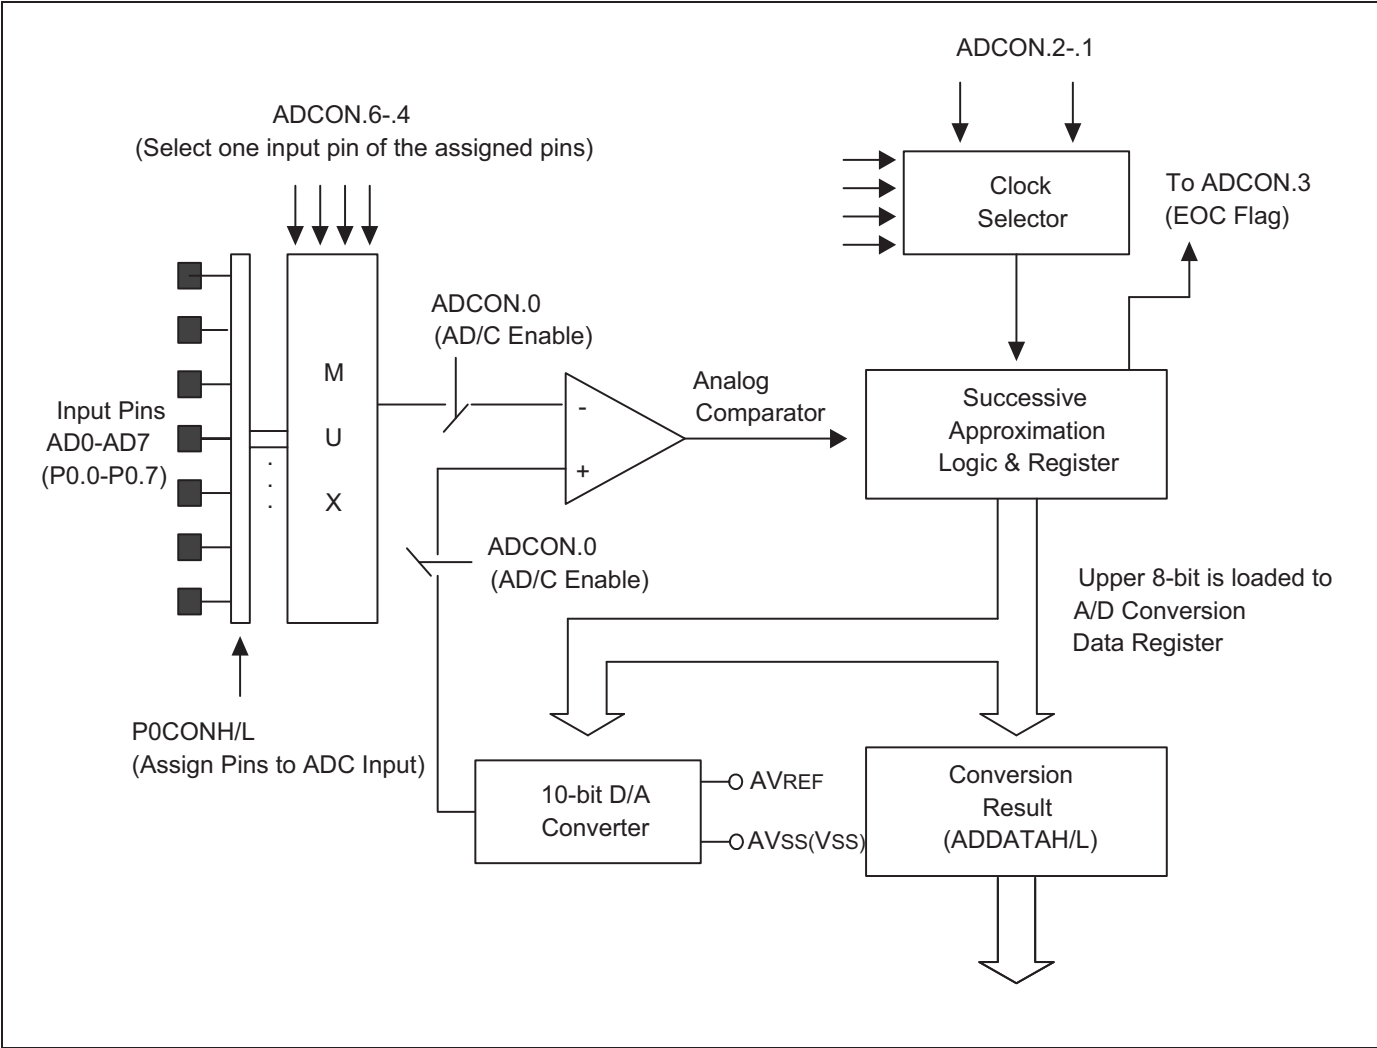 ADCON.2-.1
ADCON.6-.4
(Select one input pin of the assigned pins)
Clock
Selector
To ADCON.3
(EOC Flag)
ADCON.0
(AD/C Enable)
M
U
X
Input Pins
AD0-AD7
(P0.0-P0.7)
-
+
Analog
Comparator
Successive
Approximation
Logic & Register
ADCON.0
(AD/C Enable)
Upper 8-bit is loaded to
A/D Conversion
Data Register
P0CONH/L
(Assign Pins to ADC Input)
10-bit D/A
Converter
AVREF
AVSS(VSS)
Conversion
Result
(ADDATAH/L)